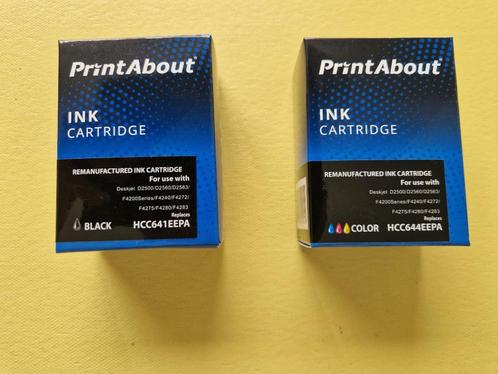 PrintAbout
INK
CARTRIDGE
REMANUFACTURED INK CARTRIDGE
For use with
Deskjet D2500/D2560/D2563/
F4200Series/F4240/F4272/
F4275/F4280/F4283
Replaces
BLACK HCC641EEPA
PrintAbout
INK
CARTRIDGE
REMANUFACTURED INK CARTRIDGE
For use with
Deskjet D2500/D2560/D2563/
F4200Series/F4240/F4272/
F4275/F4280/F4283
Replaces
COLOR HCC644EEPA